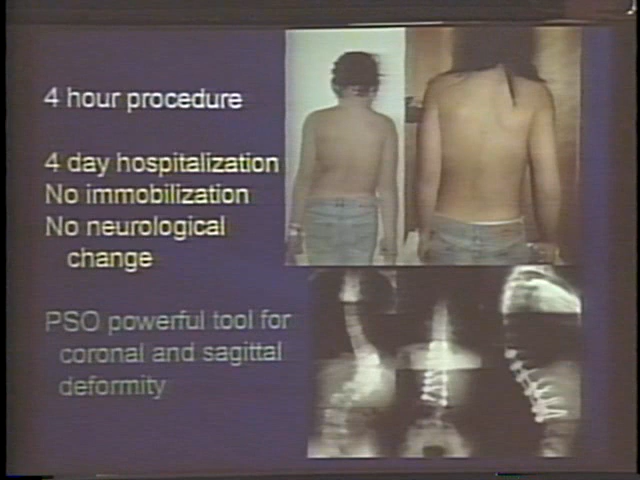 4 hour procedure
4 day hospitalization
No immobilization
No neurological
change
PSO powerful tool for
coronal and sagittal
deformity